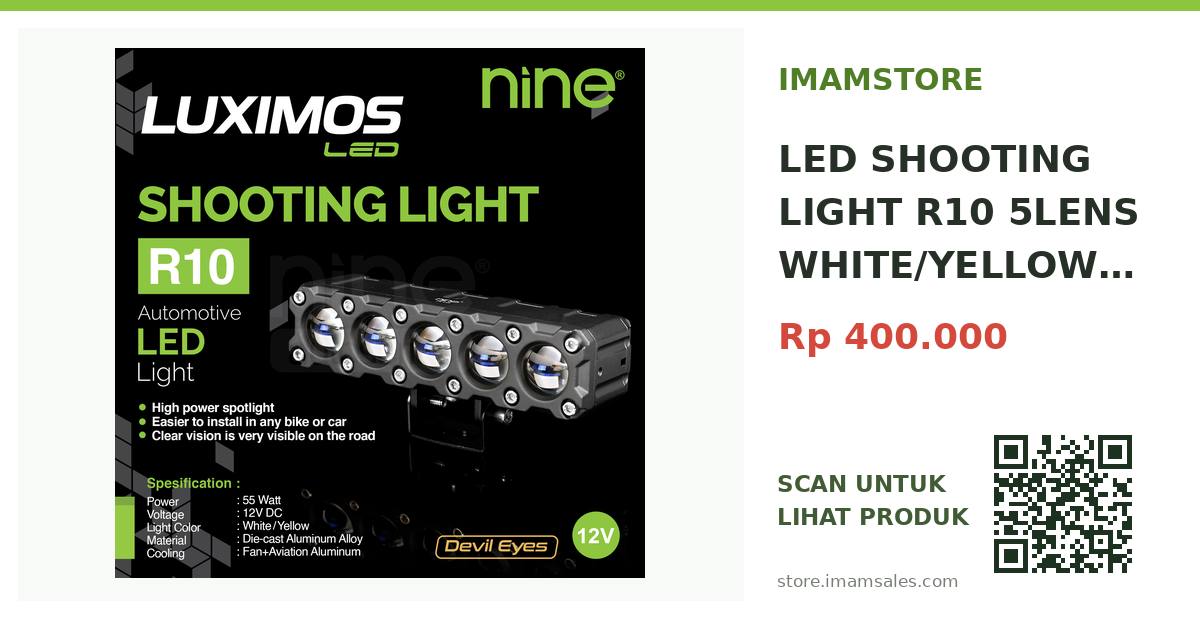 nine®
LUXIMOS
LED
SHOOTING LIGHT
R10
nine®
Automotive
LED
Light
High power spotlight
Easier to install in any bike or car
Clear vision is very visible on the road
Spesification :
Power : 55 Watt
Voltage : 12V DC
Light Color : White/Yellow
Material : Die-cast Aluminum Alloy
Cooling : Fan+Aviation Aluminum
Devil Eyes
12V
IMAMSTORE
LED SHOOTING
LIGHT R10 5LENS
WHITE/YELLOW...
Rp 400.000
SCAN UNTUK
LIHAT PRODUK
store.imamsales.com